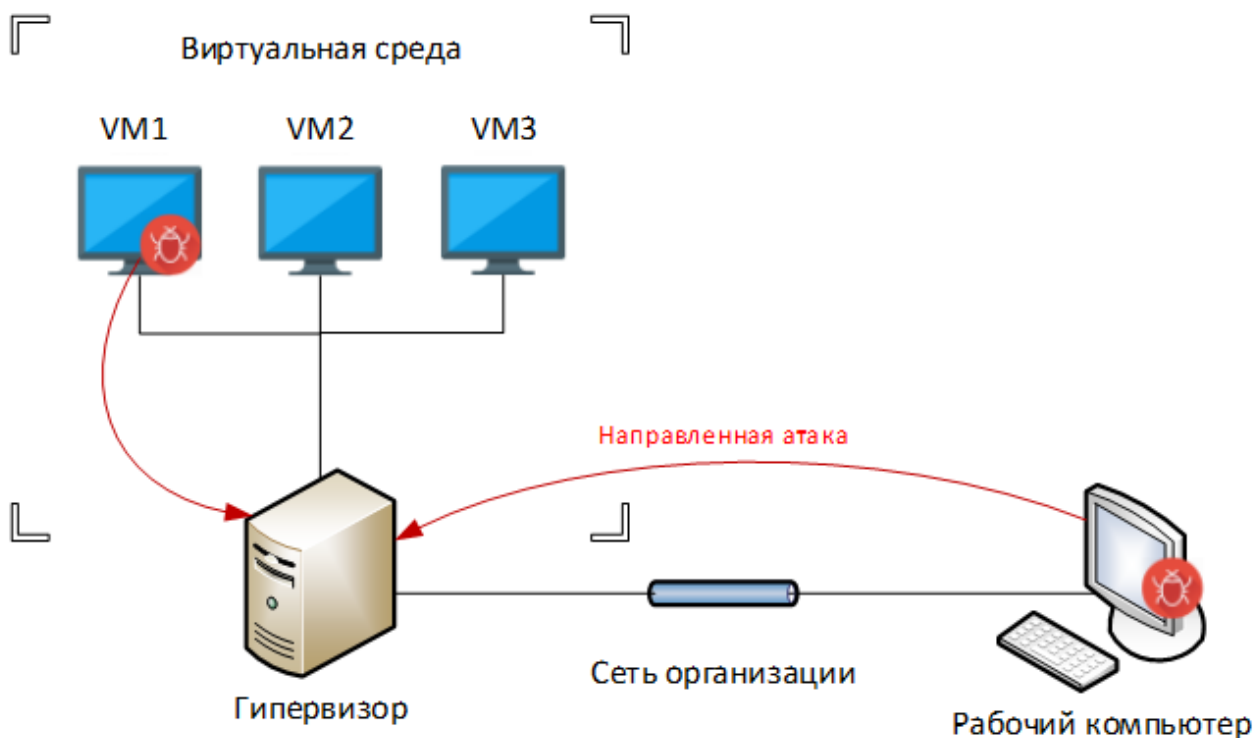 Виртуальная среда
VM1
VM2
VM3
Направленная атака
Сеть организации
Гипервизор
Рабочий компьютер